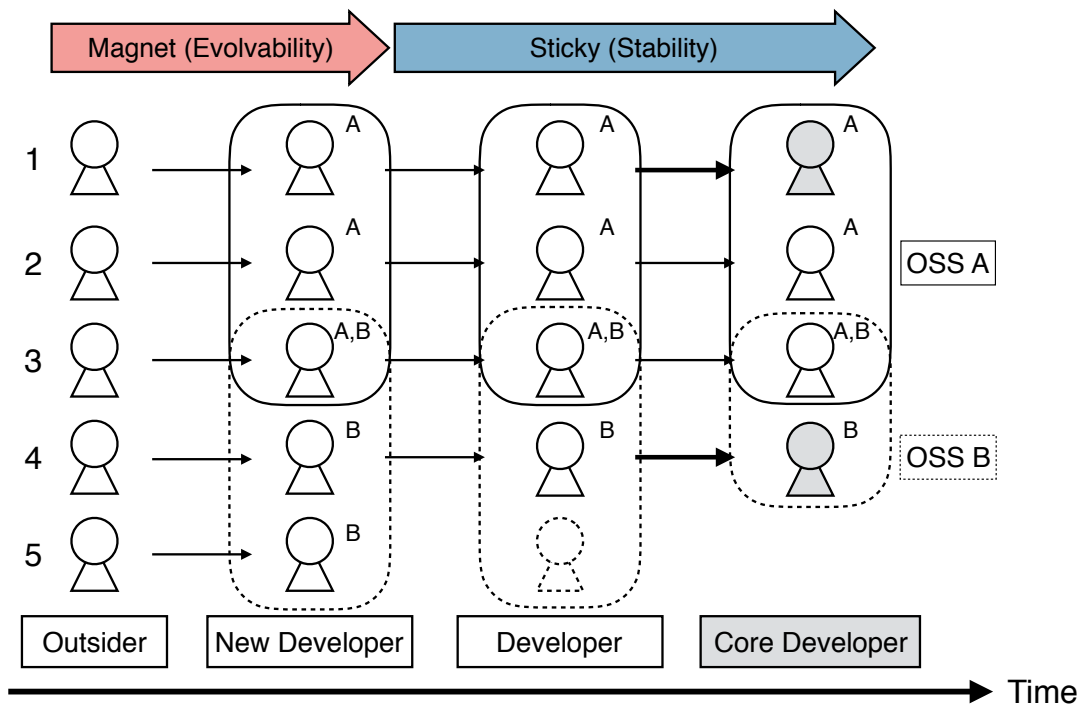 Magnet (Evolvability)
Sticky (Stability)
1
A
A
A
2
A
A
A
OSS A
3
A,B
A,B
A,B
4
B
B
B
OSS B
5
B
Outsider
New Developer
Developer
Core Developer
Time